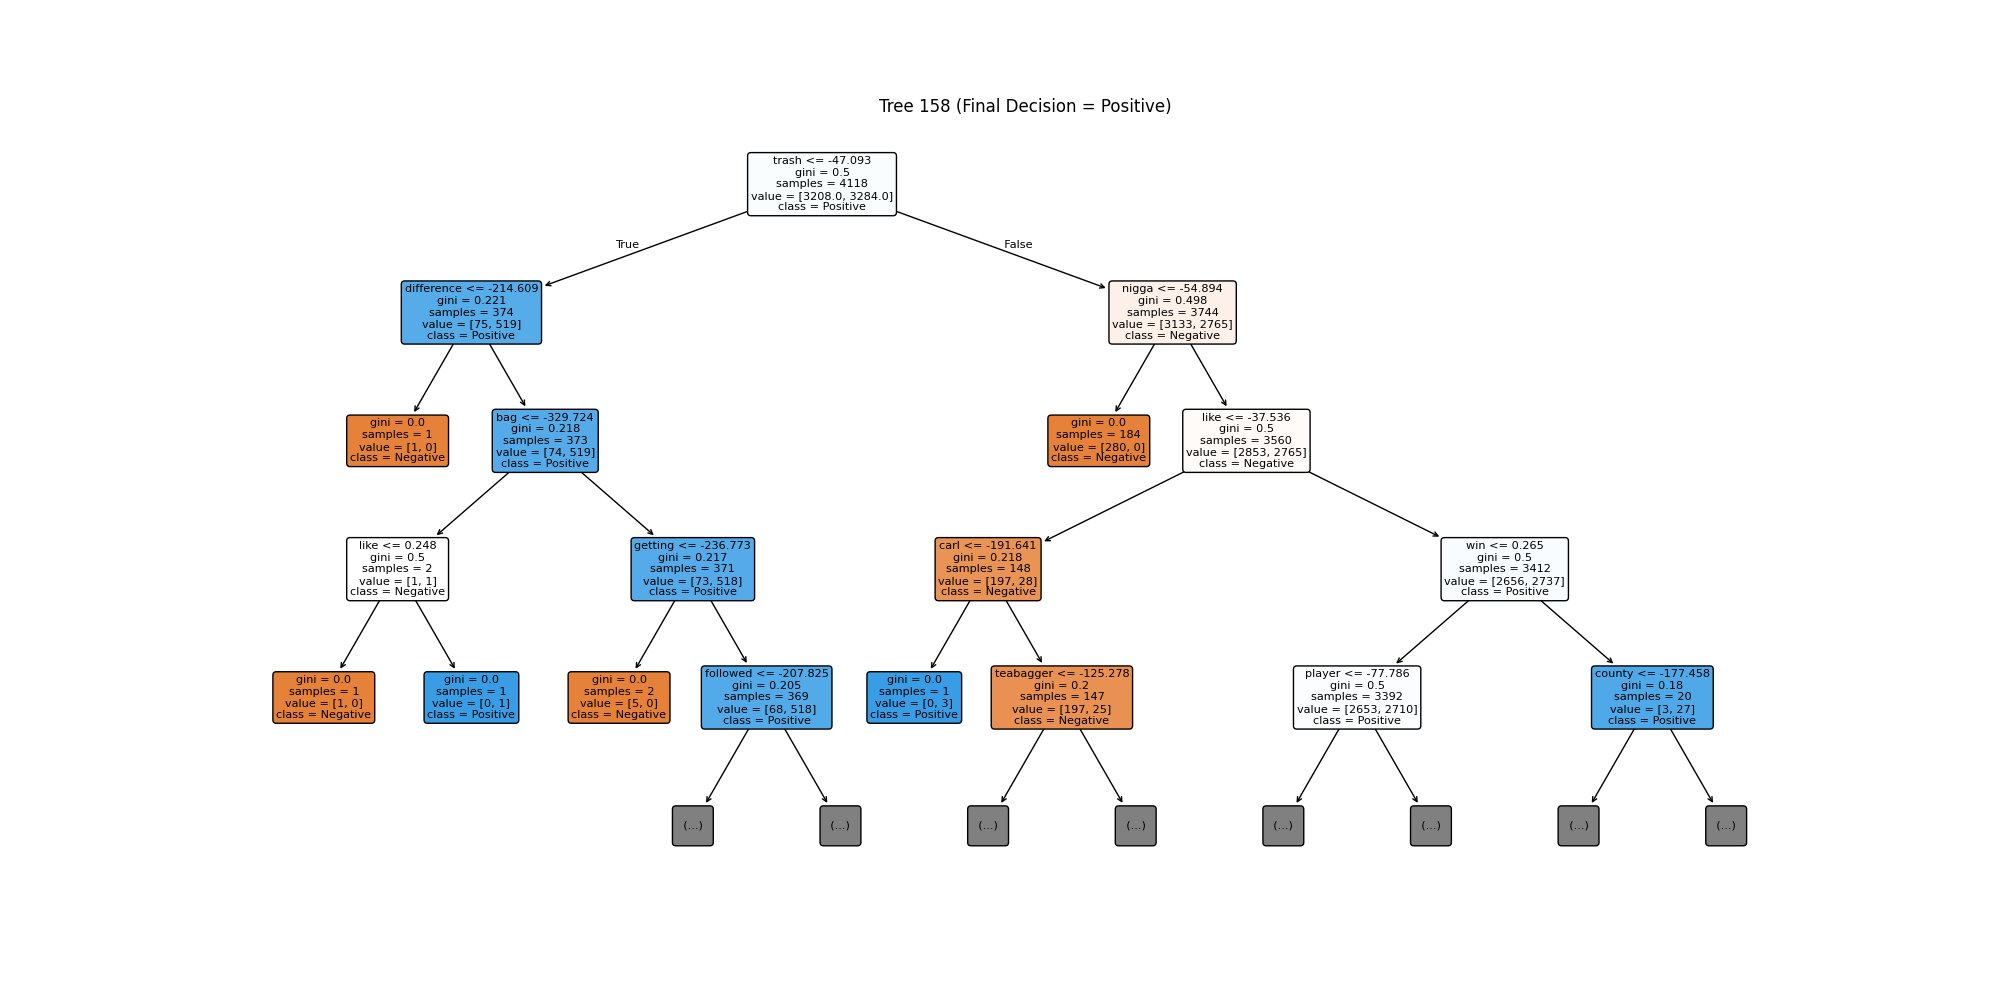 Tree 158 (Final Decision = Positive)
trash <= -47.093
gini = 0.5
samples = 4118
value = [3208.0, 3284.0]
class = Positive
True
False
difference <= -214.609
gini = 0.221
samples = 374
value = [75, 519]
class = Positive
nigga <= -54.894
gini = 0.498
samples = 3744
value = [3133, 2765]
class = Negative
gini = 0.0
samples = 1
value = [1, 0]
class = Negative
bag <= -329.724
gini = 0.218
samples = 373
value = [74, 519]
class = Positive
gini = 0.0
samples = 184
value = [280, 0]
class = Negative
like <= -37.536
gini = 0.5
samples = 3560
value = [2853, 2765]
class = Negative
like <= 0.248
gini = 0.5
samples = 2
value = [1, 1]
class = Negative
getting <= -236.773
gini = 0.217
samples = 371
value = [73, 518]
class = Positive
carl <= -191.641
gini = 0.218
samples = 148
value = [197, 28]
class = Negative
win <= 0.265
gini = 0.5
samples = 3412
value = [2656, 2737]
class = Positive
gini = 0.0
samples = 1
value = [1, 0]
class = Negative
gini = 0.0
samples = 1
value = [0, 1]
class = Positive
gini = 0.0
samples = 2
value = [5, 0]
class = Negative
followed <= -207.825
gini = 0.205
samples = 369
value = [68, 518]
class = Positive
gini = 0.0
samples = 1
value = [0, 3]
class = Positive
teabagger <= -125.278
gini = 0.2
samples = 147
value = [197, 25]
class = Negative
player <= -77.786
gini = 0.5
samples = 3392
value = [2653, 2710]
class = Positive
county <= -177.458
gini = 0.18
samples = 20
value = [3, 27]
class = Positive
(...)
(...)
(...)
(...)
(...)
(...)
(...)
(...)